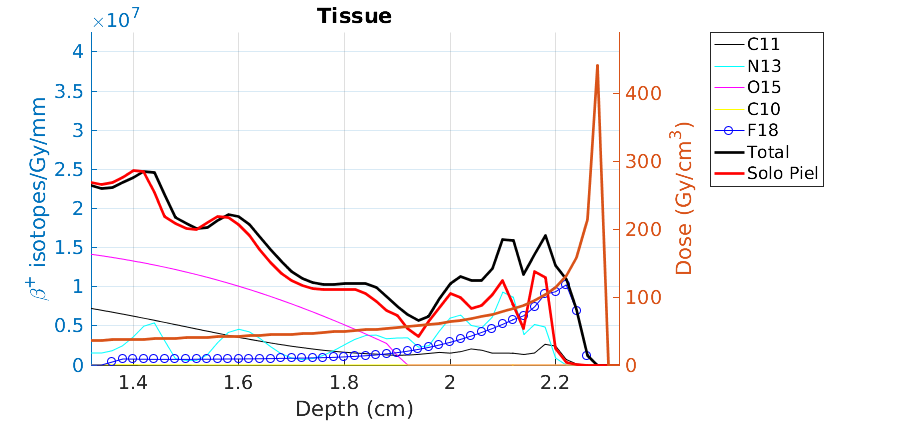 Tissue
×10⁷
4
3.5
3
2.5
2
1.5
1
0.5
0
β⁺ isotopes/Gy/mm
1.4
1.6
1.8
2
2.2
Depth (cm)
400
300
200
100
0
Dose (Gy/cm³)
C11
N13
O15
C10
F18
Total
Solo Piel